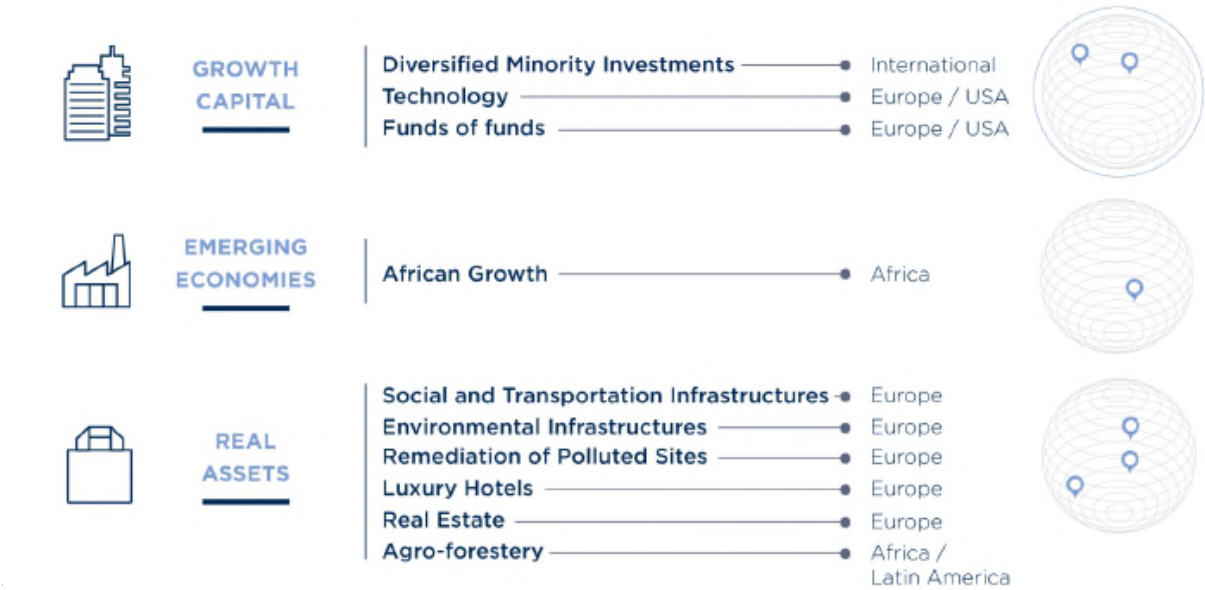 GROWTH
CAPITAL
Diversified Minority Investments International
Technology Europe / USA
Funds of funds Europe / USA
EMERGING
ECONOMIES
African Growth Africa
REAL
ASSETS
Social and Transportation Infrastructures Europe
Environmental Infrastructures Europe
Remediation of Polluted Sites Europe
Luxury Hotels Europe
Real Estate Europe
Agro-forestery Africa /
Latin America